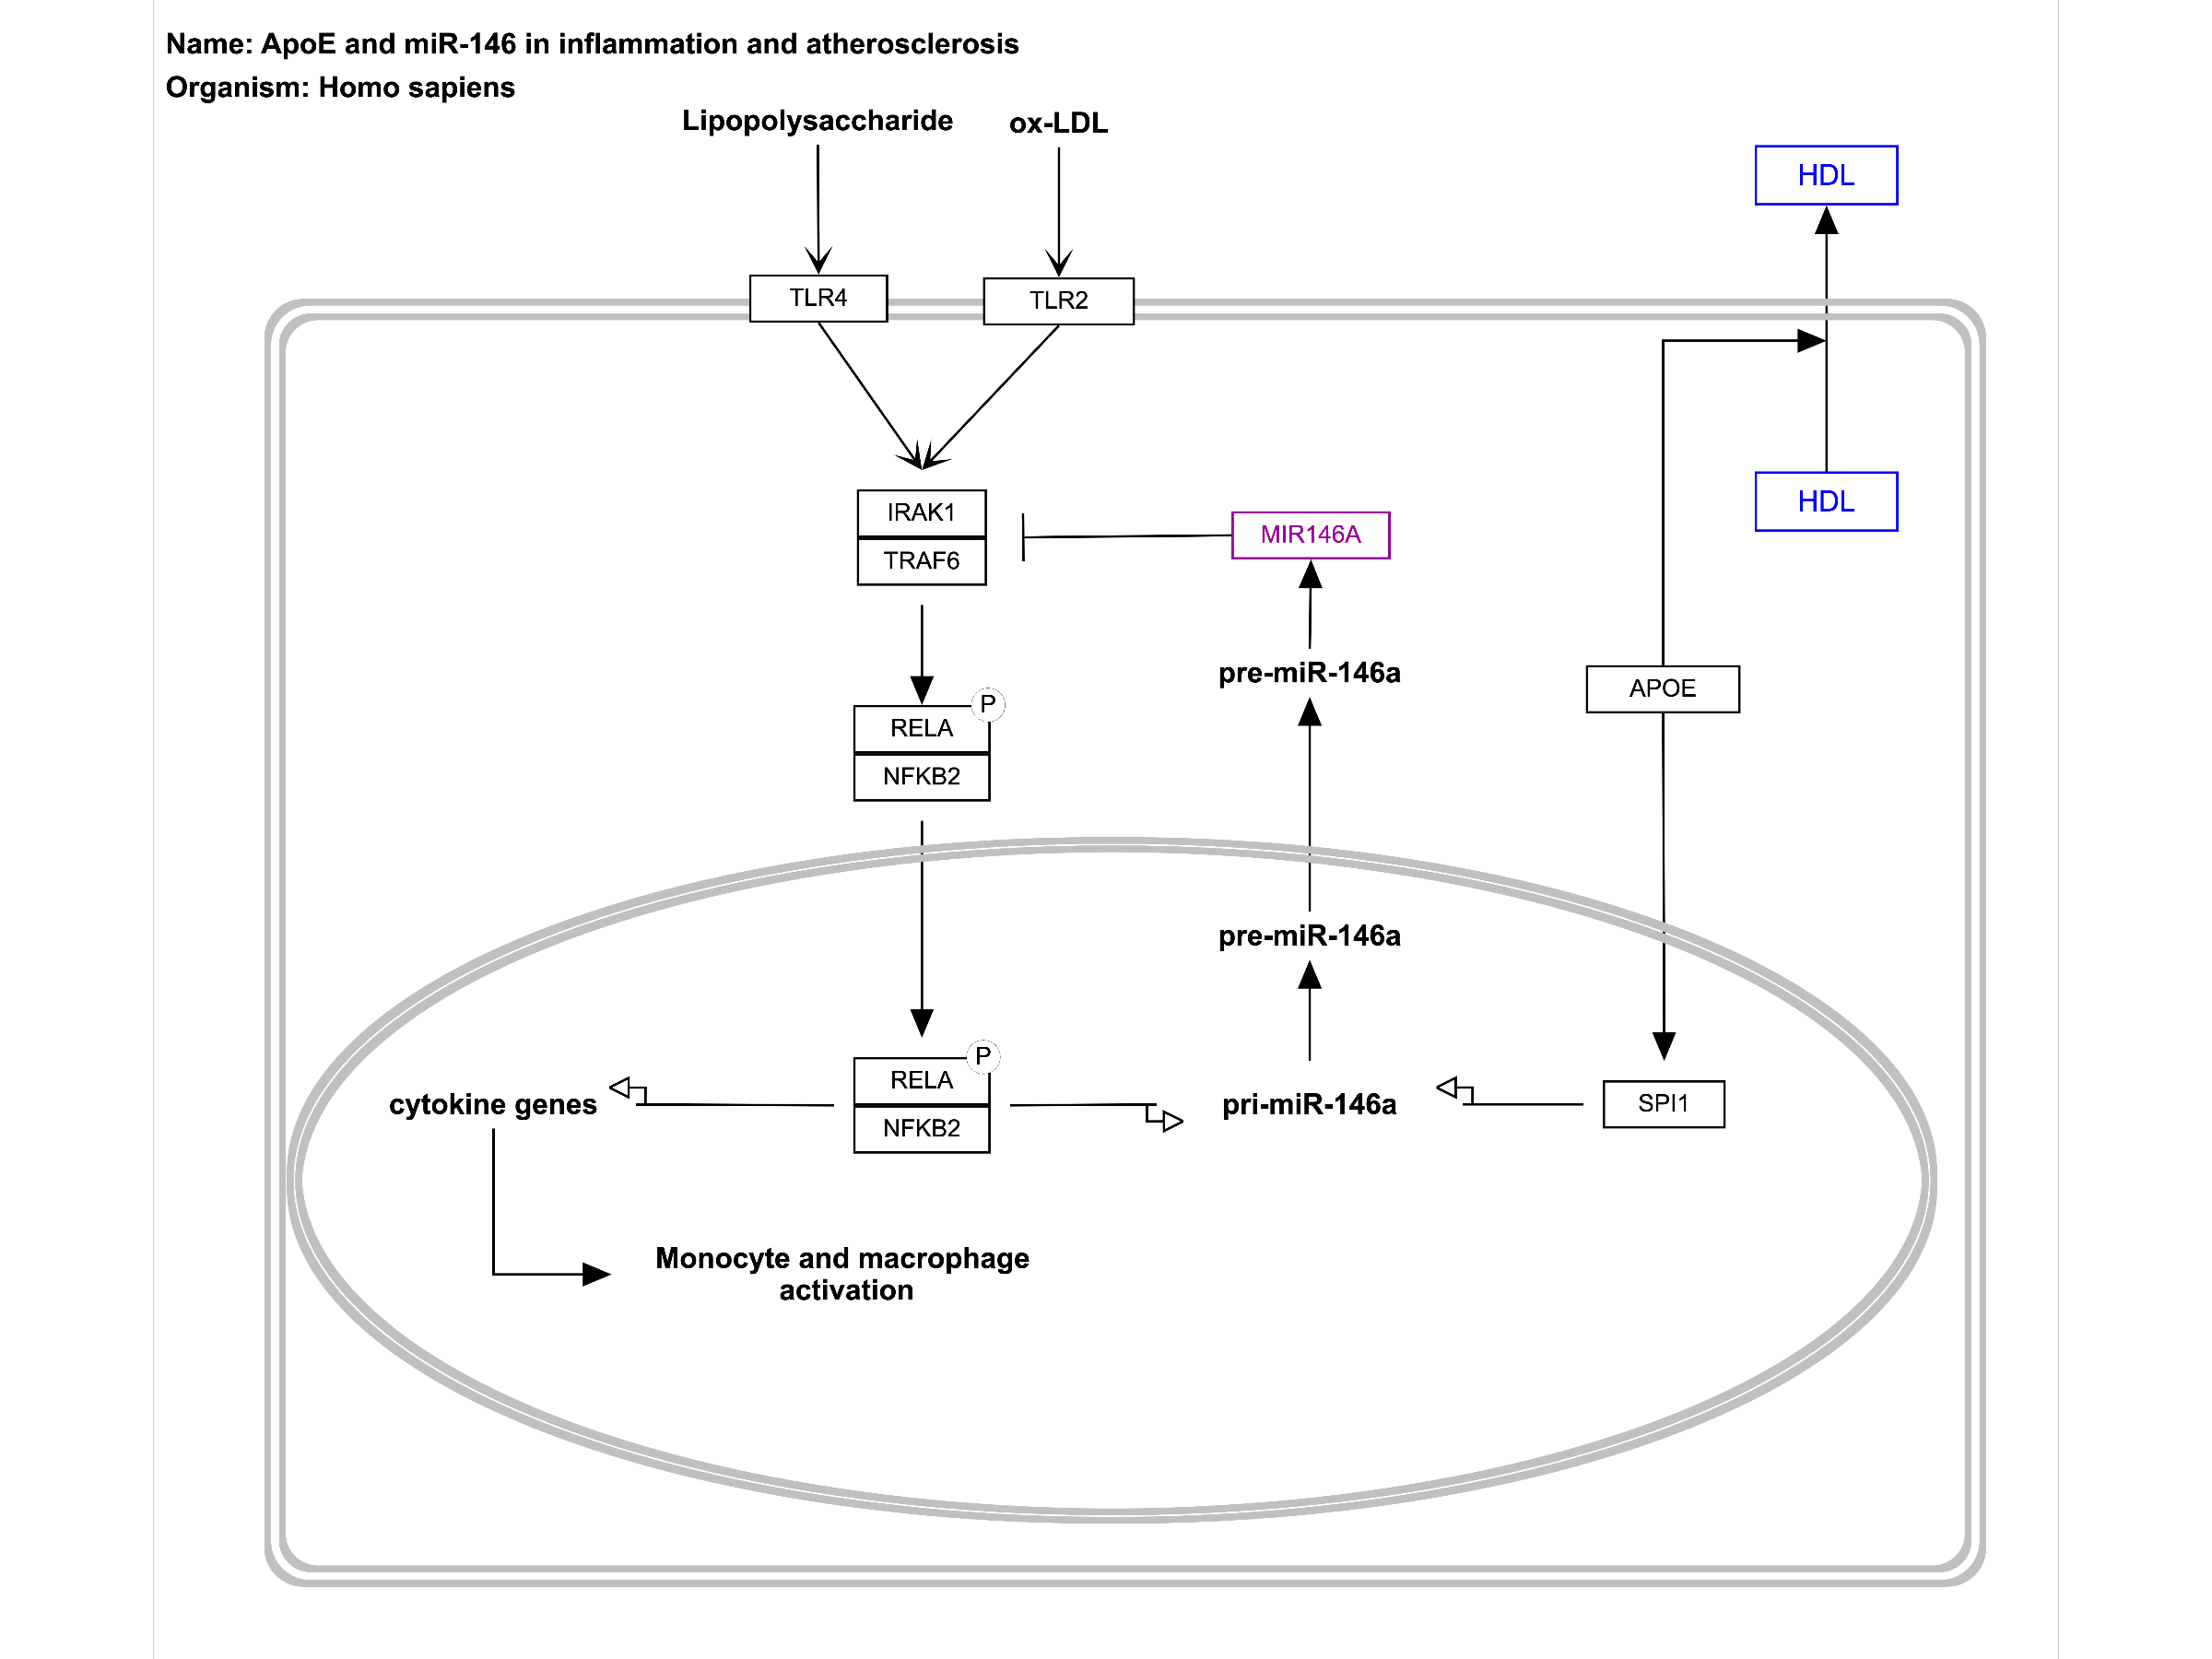 Name: ApoE and miR-146 in inflammation and atherosclerosis
Organism: Homo sapiens
Lipopolysaccharide
ox-LDL
HDL
TLR4
TLR2
HDL
IRAK1
TRAF6
MIR146A
pre-miR-146a
APOE
P
RELA
NFKB2
pre-miR-146a
P
RELA
NFKB2
cytokine genes
pri-miR-146a
SPI1
Monocyte and macrophage
activation